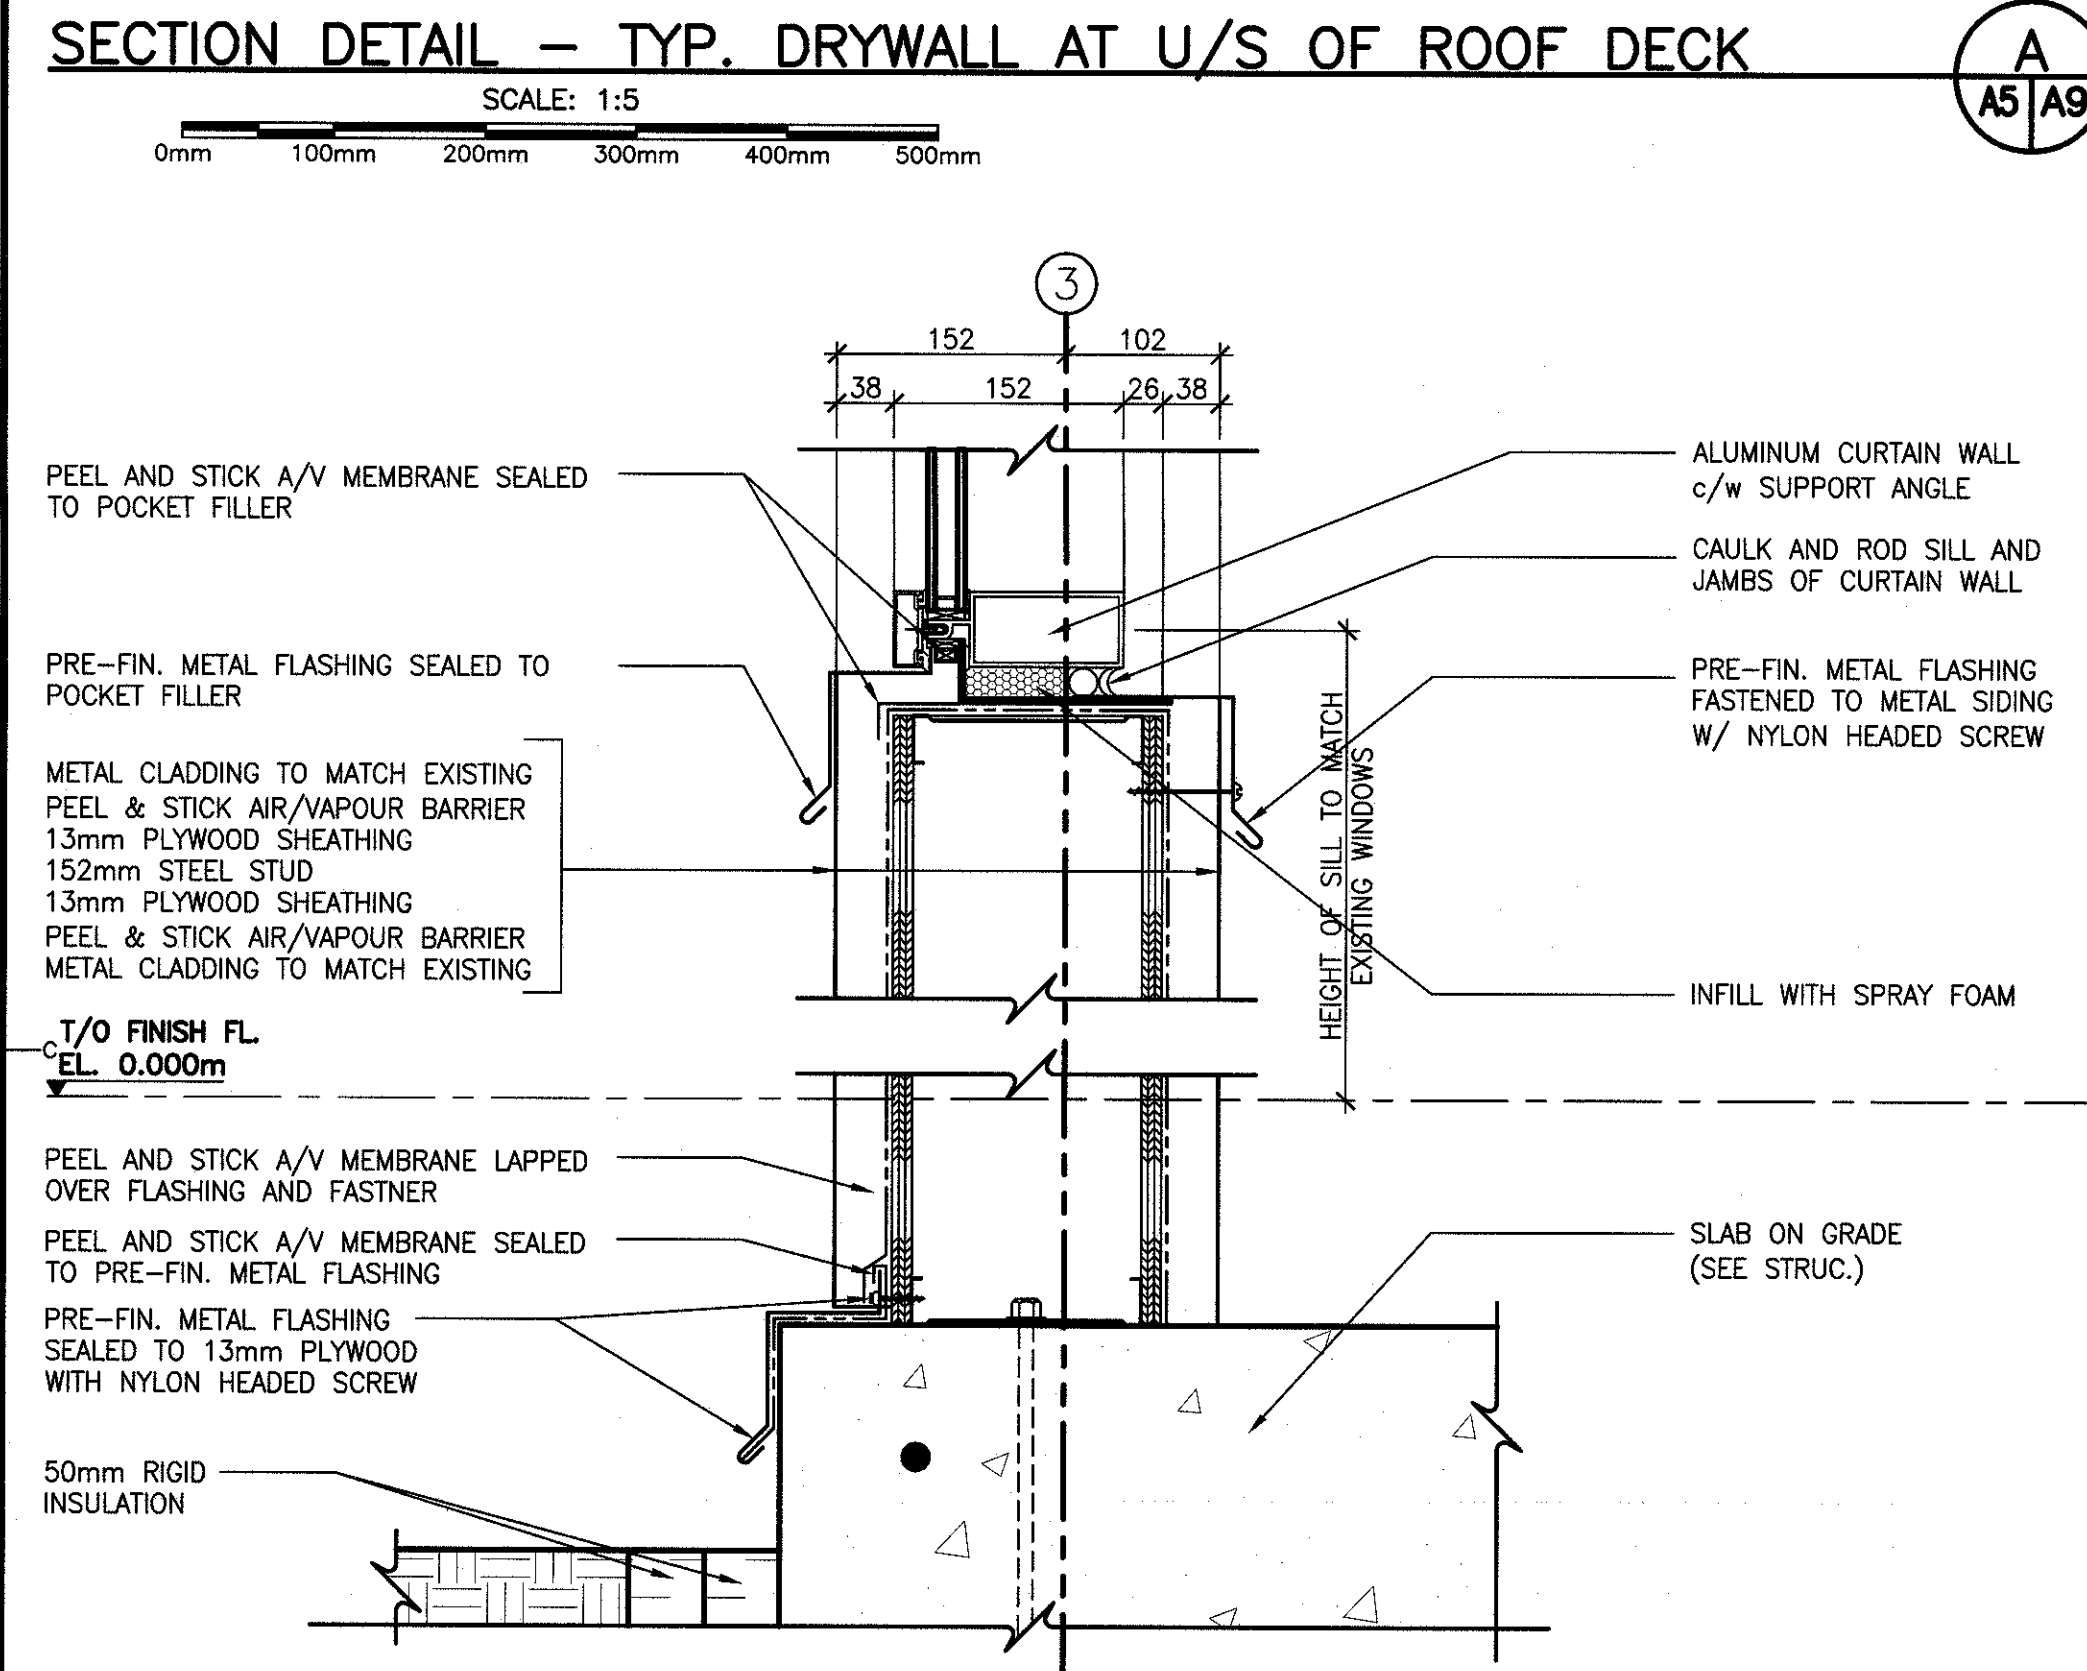 SECTION DETAIL – TYP. DRYWALL AT U/S OF ROOF DECK
A
A5 A9
SCALE: 1:5
0mm 100mm 200mm 300mm 400mm 500mm
3
152 102
38 152 26 38
PEEL AND STICK A/V MEMBRANE SEALED
TO POCKET FILLER
PRE–FIN. METAL FLASHING SEALED TO
POCKET FILLER
METAL CLADDING TO MATCH EXISTING
PEEL & STICK AIR/VAPOUR BARRIER
13mm PLYWOOD SHEATHING
152mm STEEL STUD
13mm PLYWOOD SHEATHING
PEEL & STICK AIR/VAPOUR BARRIER
METAL CLADDING TO MATCH EXISTING
C
T/O FINISH FL.
EL. 0.000m
PEEL AND STICK A/V MEMBRANE LAPPED
OVER FLASHING AND FASTNER
PEEL AND STICK A/V MEMBRANE SEALED
TO PRE–FIN. METAL FLASHING
PRE–FIN. METAL FLASHING
SEALED TO 13mm PLYWOOD
WITH NYLON HEADED SCREW
50mm RIGID
INSULATION
ALUMINUM CURTAIN WALL
c/w SUPPORT ANGLE
CAULK AND ROD SILL AND
JAMBS OF CURTAIN WALL
PRE–FIN. METAL FLASHING
FASTENED TO METAL SIDING
W/ NYLON HEADED SCREW
HEIGHT OF SILL TO MATCH
EXISTING WINDOWS
INFILL WITH SPRAY FOAM
SLAB ON GRADE
(SEE STRUC.)